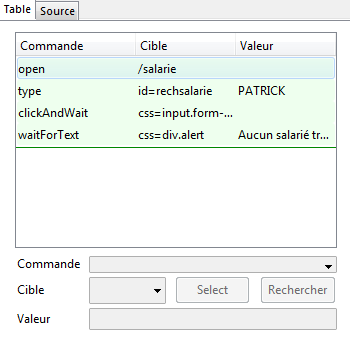 Table Source
Commande Cible Valeur
open /salarie
type id=rechsalarie PATRICK
clickAndWait css=input.form-...
waitForText css=div.alert Aucun salarié tr...
Commande
Cible Select Rechercher
Valeur